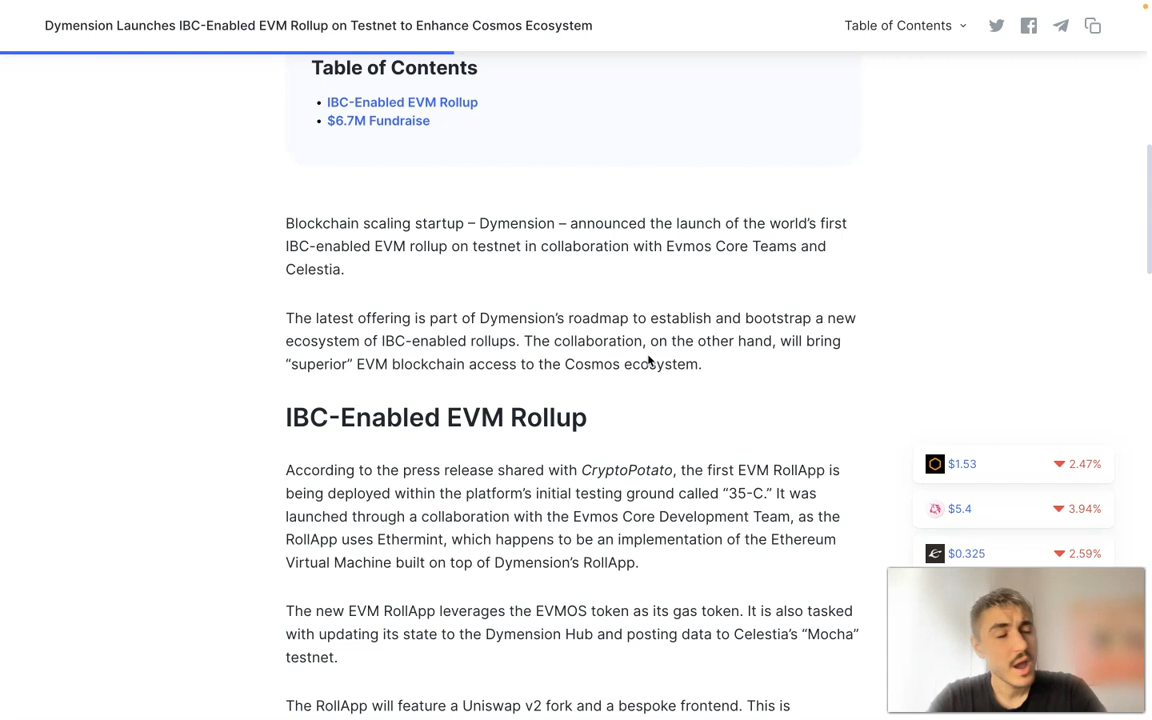 Dymension Launches IBC-Enabled EVM Rollup on Testnet to Enhance Cosmos Ecosystem
Table of Contents
Table of Contents
• IBC-Enabled EVM Rollup
• $6.7M Fundraise
Blockchain scaling startup – Dymension – announced the launch of the world’s first
IBC-enabled EVM rollup on testnet in collaboration with Evmos Core Teams and
Celestia.
The latest offering is part of Dymension’s roadmap to establish and bootstrap a new
ecosystem of IBC-enabled rollups. The collaboration, on the other hand, will bring
“superior” EVM blockchain access to the Cosmos ecosystem.
IBC-Enabled EVM Rollup
According to the press release shared with CryptoPotato, the first EVM RollApp is
being deployed within the platform’s initial testing ground called “35-C.” It was
launched through a collaboration with the Evmos Core Development Team, as the
RollApp uses Ethermint, which happens to be an implementation of the Ethereum
Virtual Machine built on top of Dymension’s RollApp.
The new EVM RollApp leverages the EVMOS token as its gas token. It is also tasked
with updating its state to the Dymension Hub and posting data to Celestia’s “Mocha”
testnet.
The RollApp will feature a Uniswap v2 fork and a bespoke frontend. This is
$1.53 2.47%
$5.4 3.94%
$0.325 2.59%